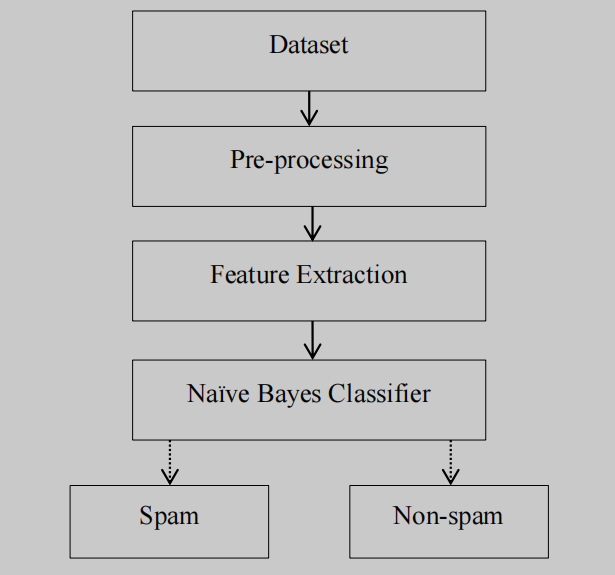 Dataset
Pre-processing
Feature Extraction
Naïve Bayes Classifier
Spam
Non-spam